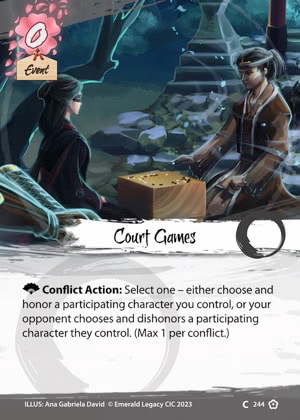 0
Event
Court Games
Conflict Action: Select one – either choose and
honor a participating character you control, or your
opponent chooses and dishonors a participating
character they control. (Max 1 per conflict.)
ILLUS: Ana Gabriela David © Emerald Legacy CIC 2023
C 244